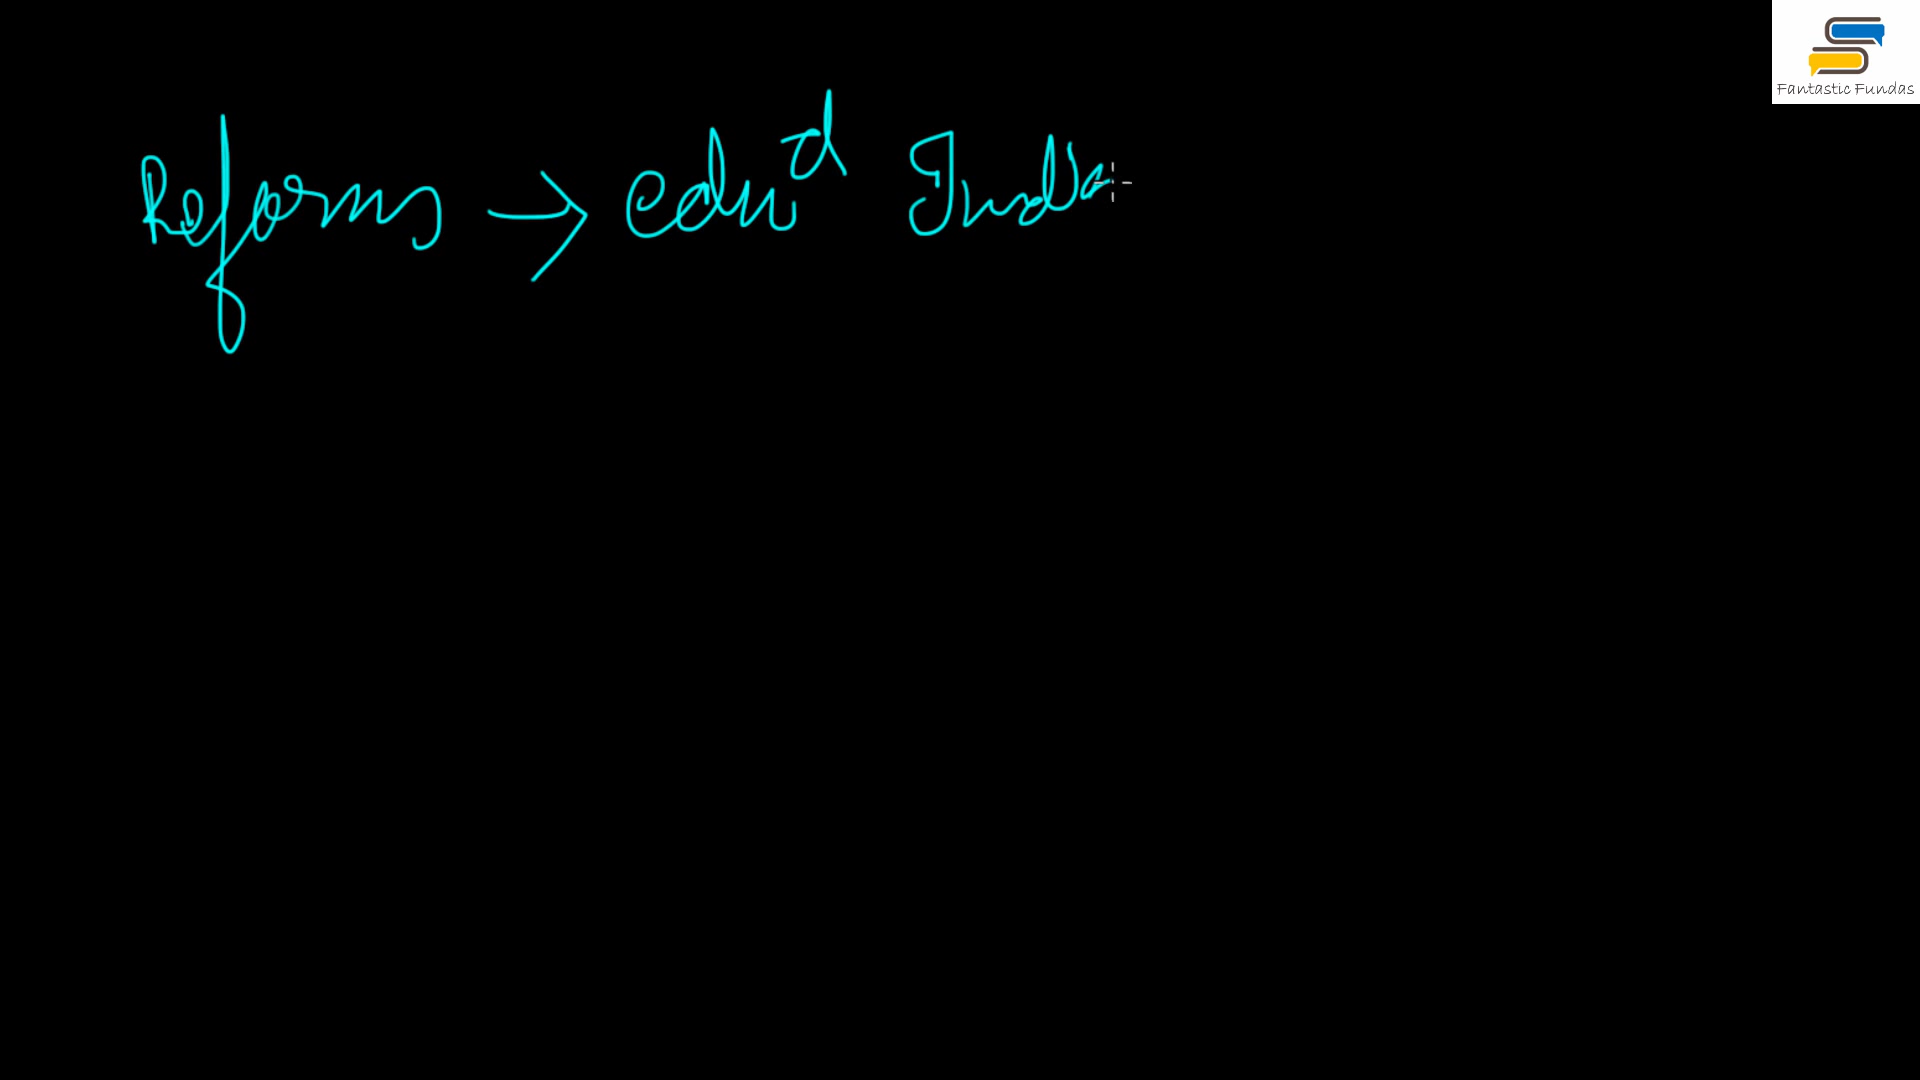 Reforms → edu^d India
Fantastic Fundas